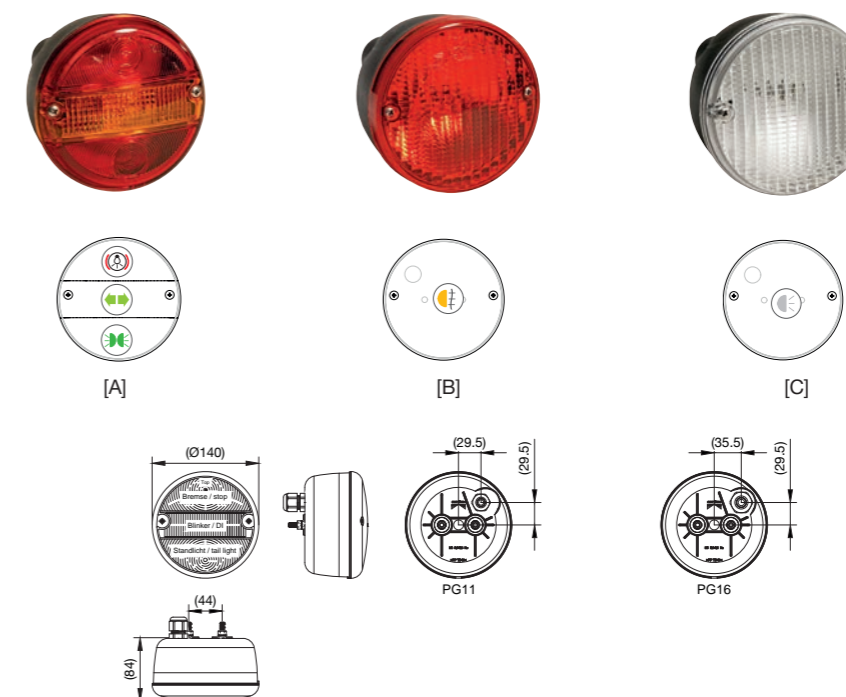 [A]
[B]
[C]
(Ø140)
Top
Bremse / stop
Blinker / DI
Standlicht / tail light
(29.5)
(29.5)
PG11
(35.5)
(29.5)
PG16
(44)
(84)